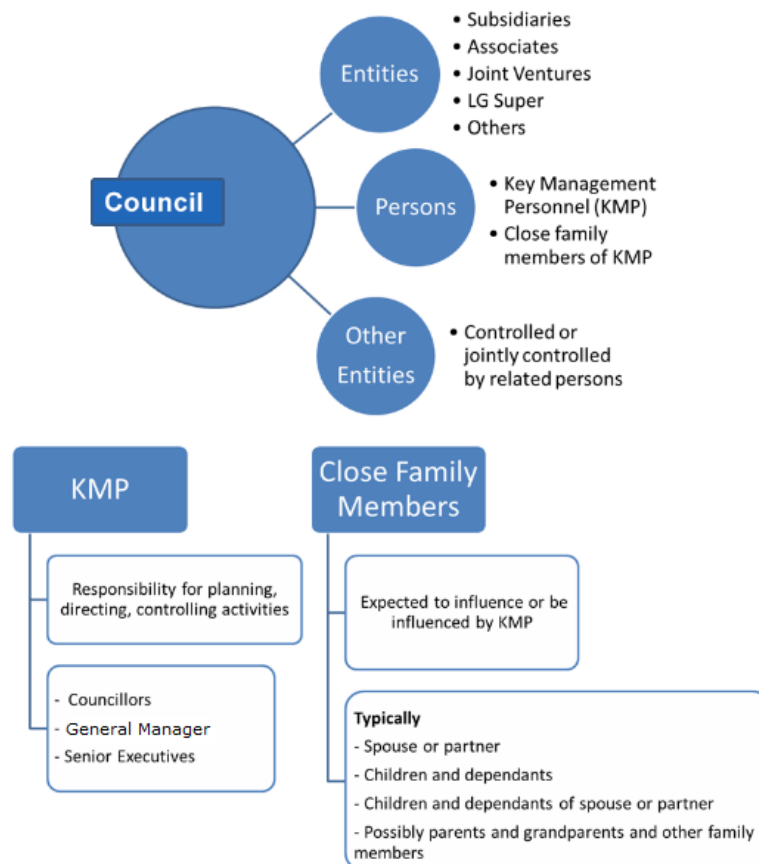 Entities
• Subsidiaries
• Associates
• Joint Ventures
• LG Super
• Others
Council
Persons
• Key Management
Personnel (KMP)
• Close family
members of KMP
Other
Entities
• Controlled or
jointly controlled
by related persons
KMP
Responsibility for planning,
directing, controlling activities
- Councillors
- General Manager
- Senior Executives
Close Family
Members
Expected to influence or be
influenced by KMP
Typically
- Spouse or partner
- Children and dependants
- Children and dependants of spouse or partner
- Possibly parents and grandparents and other family
members